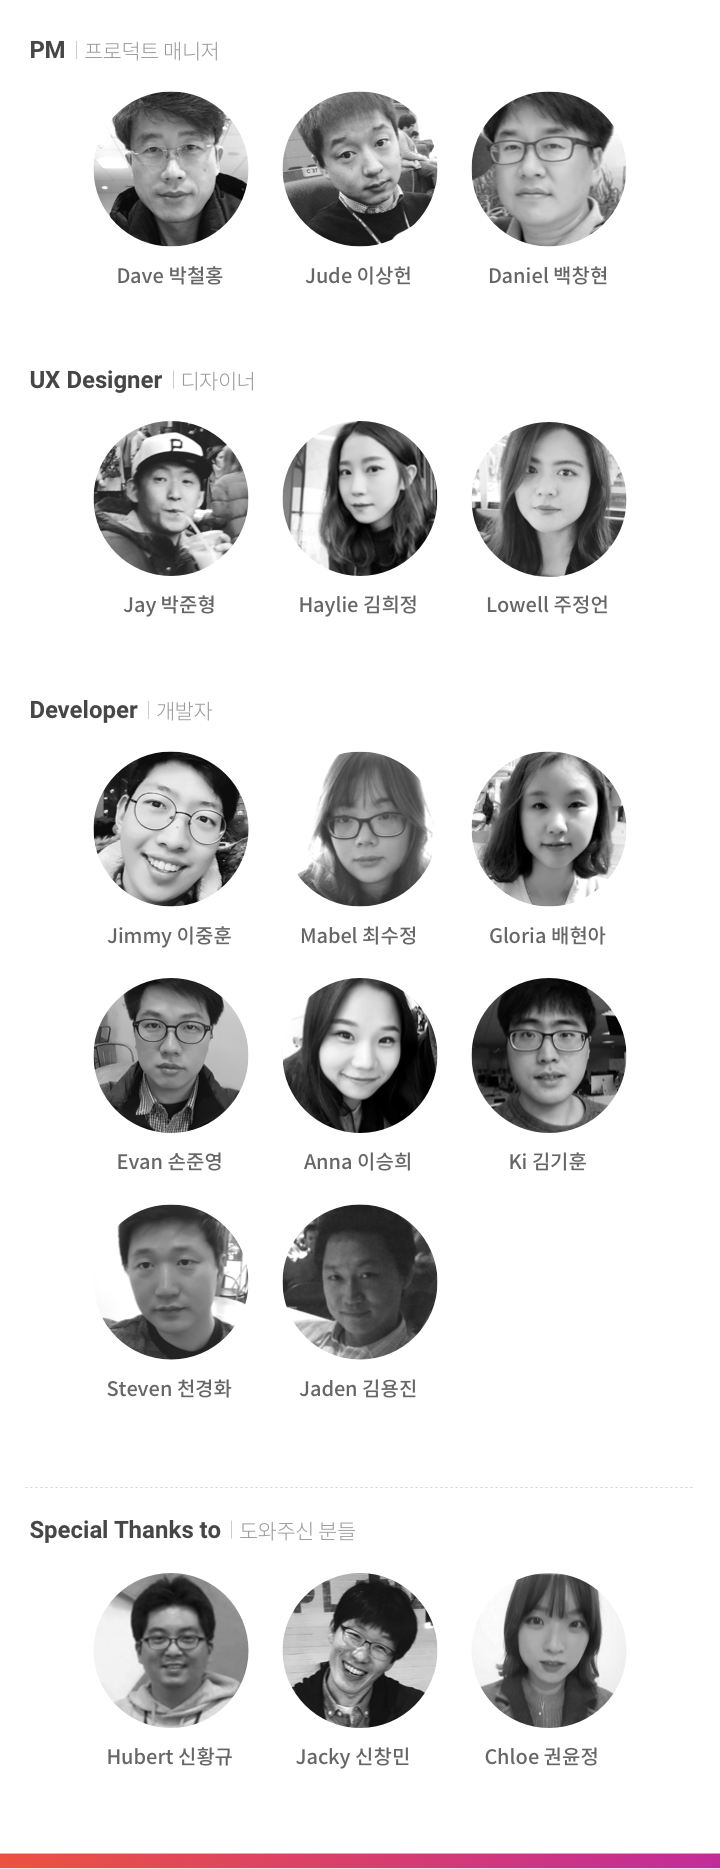 PM 프로덕트 매니저
Dave 박철홍 Jude 이상헌 Daniel 백창현
UX Designer 디자이너
P
Jay 박준형 Haylie 김희정 Lowell 주정언
Developer 개발자
Jimmy 이중훈 Mabel 최수정 Gloria 배현아
Evan 손준영 Anna 이승희 Ki 김기훈
Steven 천경화 Jaden 김용진
Special Thanks to 도와주신 분들
Hubert 신황규 Jacky 신창민 Chloe 권윤정